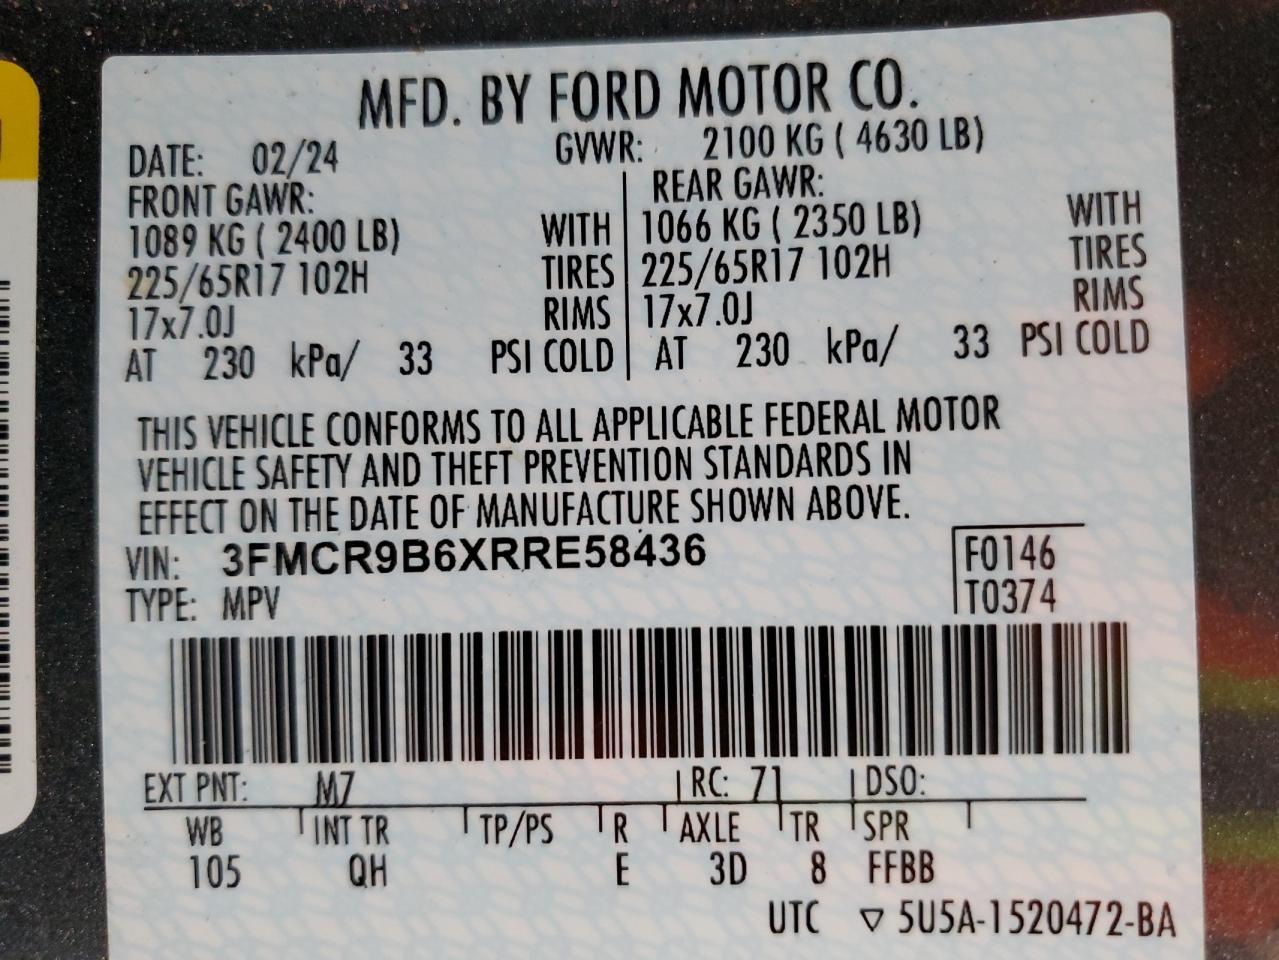 MFD. BY FORD MOTOR CO.
DATE: 02/24 GVWR: 2100 KG ( 4630 LB)
FRONT GAWR: REAR GAWR:
1089 KG ( 2400 LB) WITH 1066 KG ( 2350 LB) WITH
225/65R17 102H TIRES 225/65R17 102H TIRES
17x7.0J RIMS 17x7.0J RIMS
AT 230 kPa/ 33 PSI COLD AT 230 kPa/ 33 PSI COLD
THIS VEHICLE CONFORMS TO ALL APPLICABLE FEDERAL MOTOR
VEHICLE SAFETY AND THEFT PREVENTION STANDARDS IN
EFFECT ON THE DATE OF MANUFACTURE SHOWN ABOVE.
VIN: 3FMCR9B6XRRE58436 F0146
TYPE: MPV T0374
EXT PNT: M7 RC: 71 DSO:
WB INT TR TP/PS R AXLE TR SPR
105 QH E 3D 8 FFBB
UTC ▽ 5U5A-1520472-BA